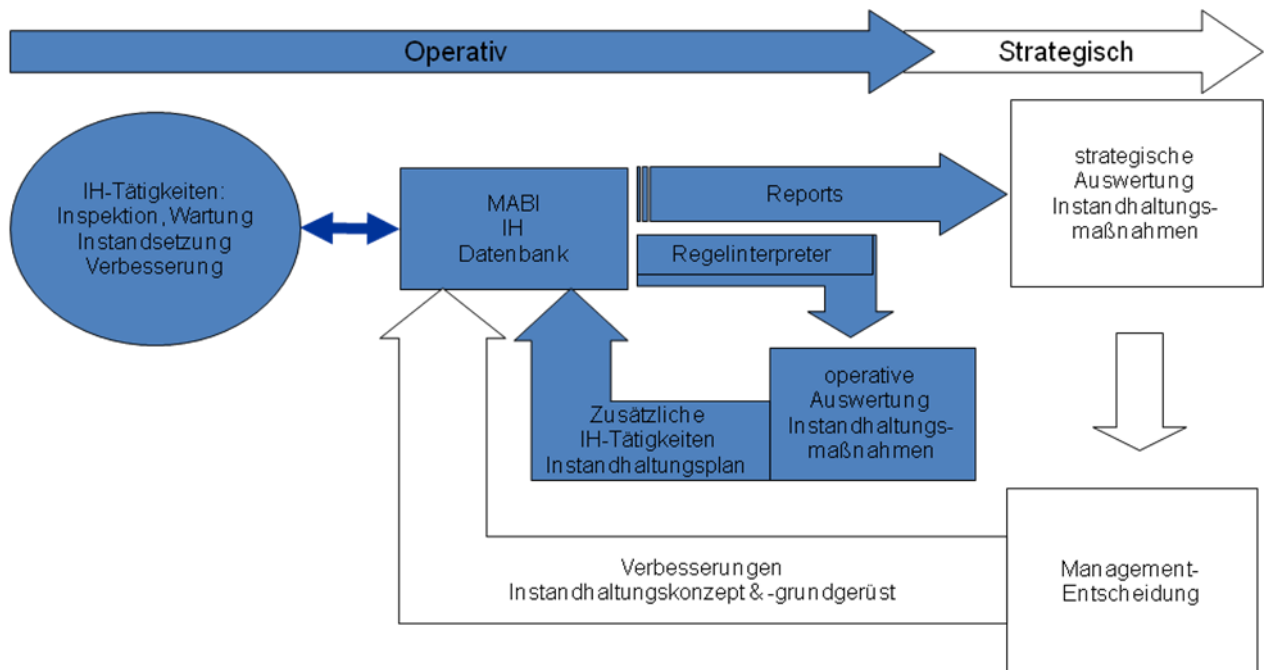 Operativ
Strategisch
IH-Tätigkeiten:
Inspektion, Wartung
Instandsetzung
Verbesserung
MABI
IH
Datenbank
Reports
Regelinterpreter
strategische
Auswertung
Instandhaltungs-
maßnahmen
operative
Auswertung
Instandhaltungs-
maßnahmen
Zusätzliche
IH-Tätigkeiten
Instandhaltungsplan
Verbesserungen
Instandhaltungskonzept & -grundgerüst
Management-
Entscheidung